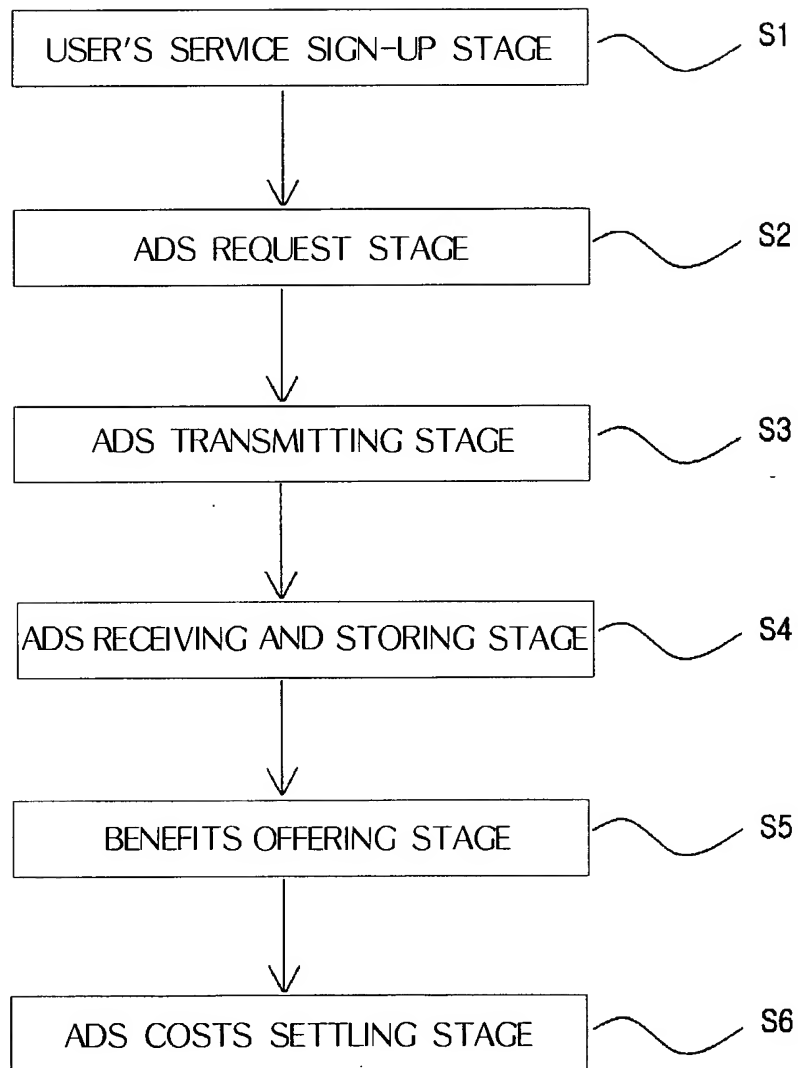 USER'S SERVICE SIGN-UP STAGE S1
ADS REQUEST STAGE S2
ADS TRANSMITTING STAGE S3
ADS RECEIVING AND STORING STAGE S4
BENEFITS OFFERING STAGE S5
ADS COSTS SETTLING STAGE S6